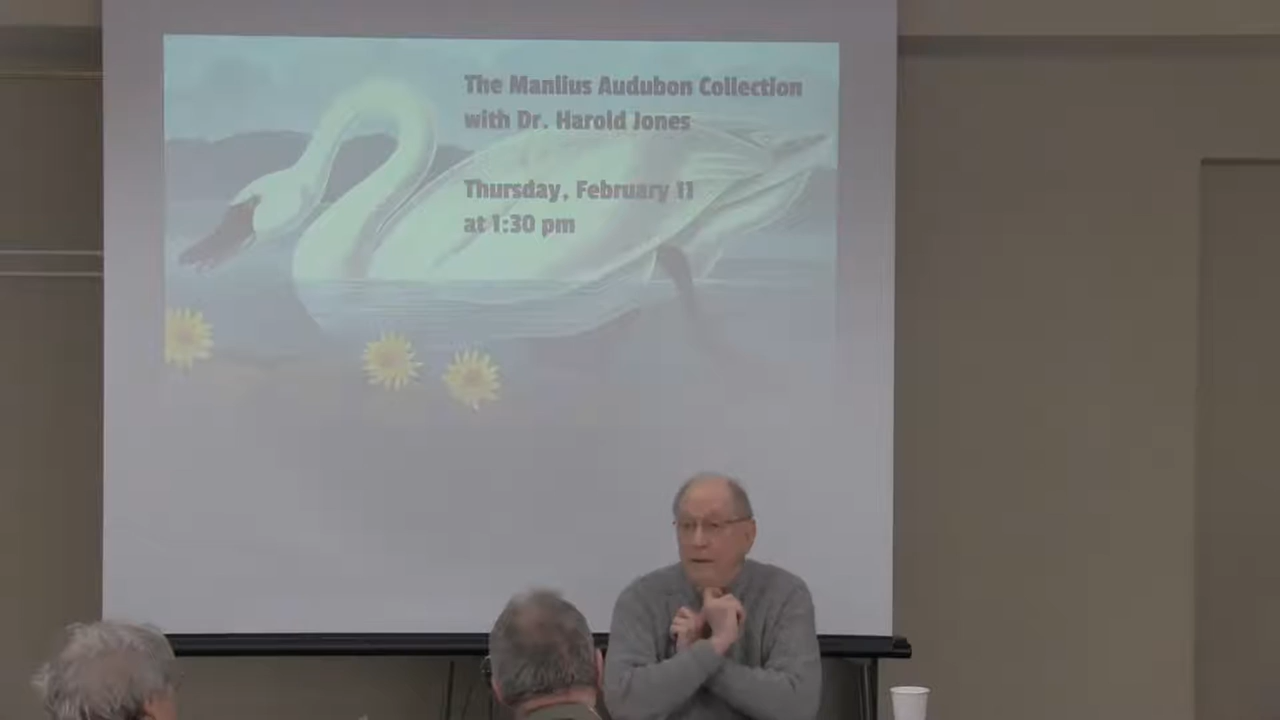 The Manlius Audubon Collection
with Dr. Harold Jones
Thursday, February 11
at 1:30 pm